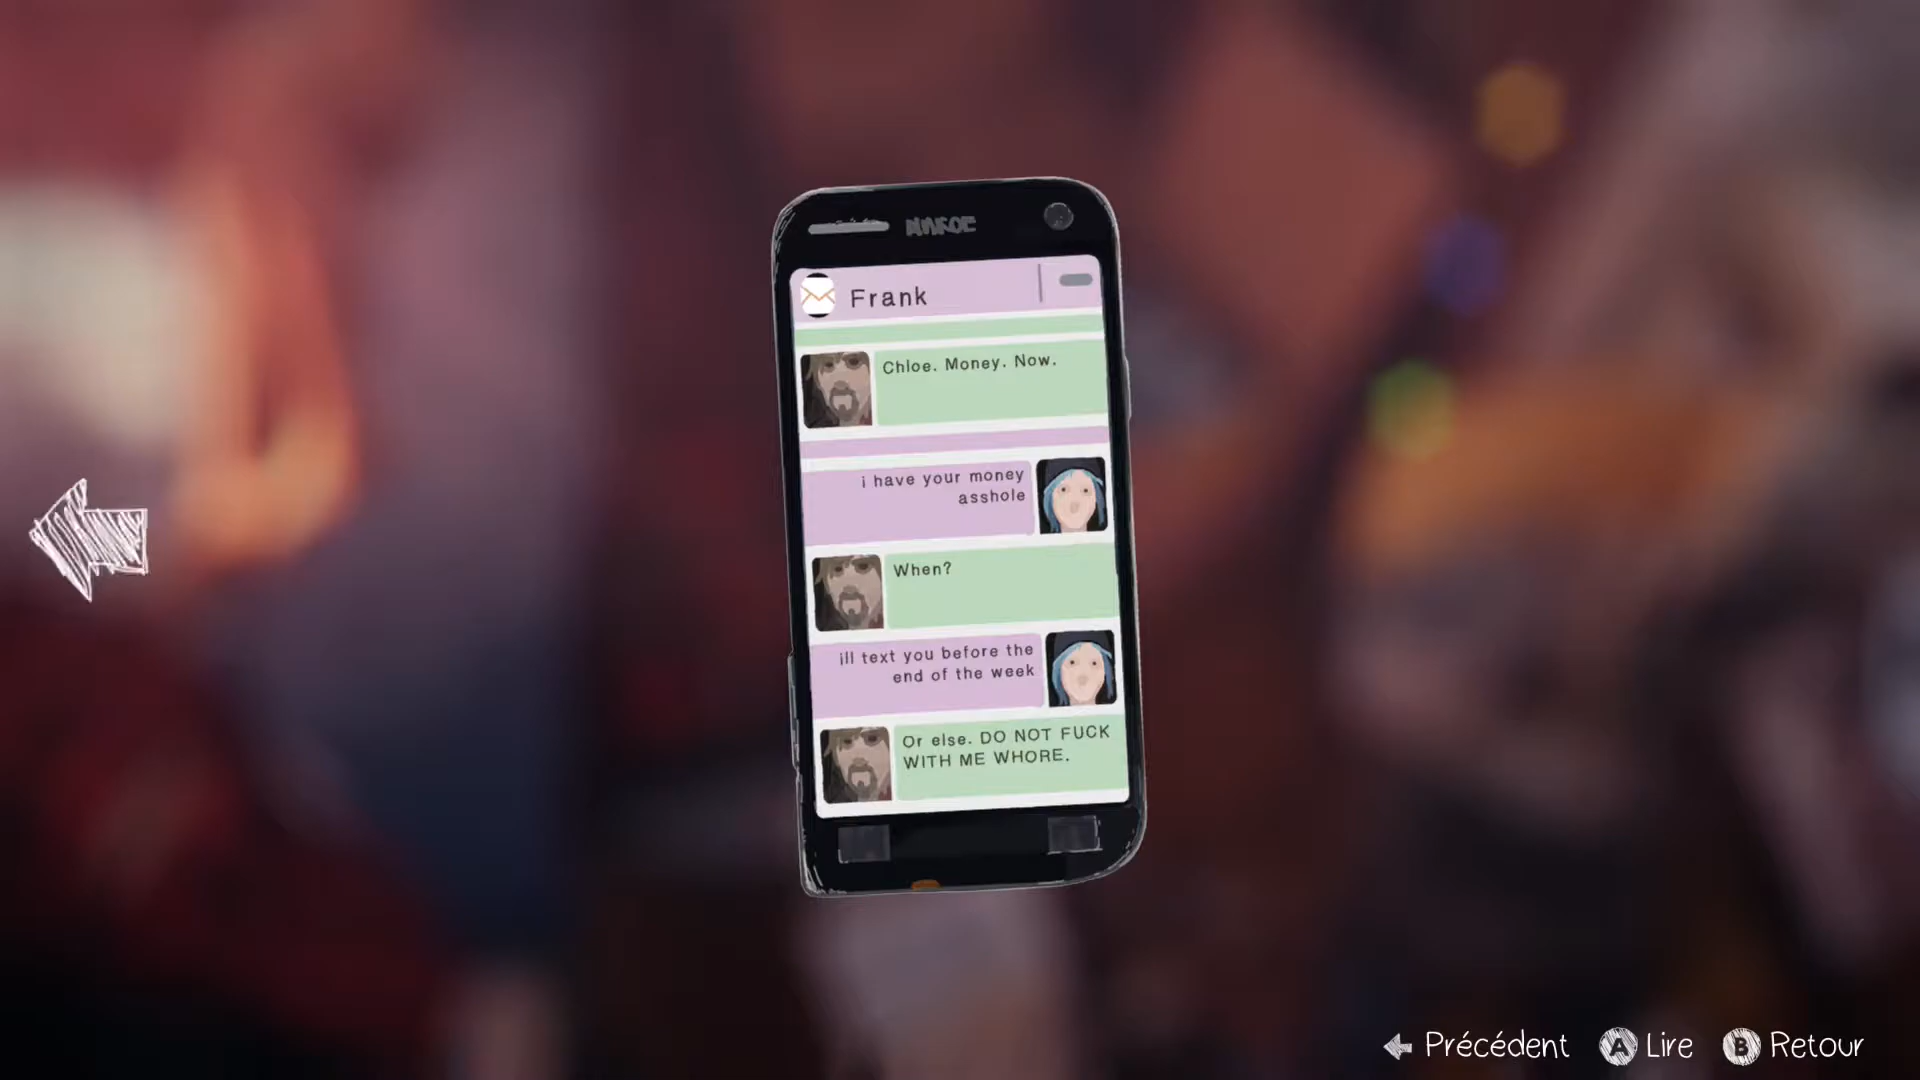 Frank
Chloe. Money. Now.
i have your money
asshole
When?
ill text you before the
end of the week
Or else. DO NOT FUCK
WITH ME WHORE.
Précédent
A Lire
B Retour